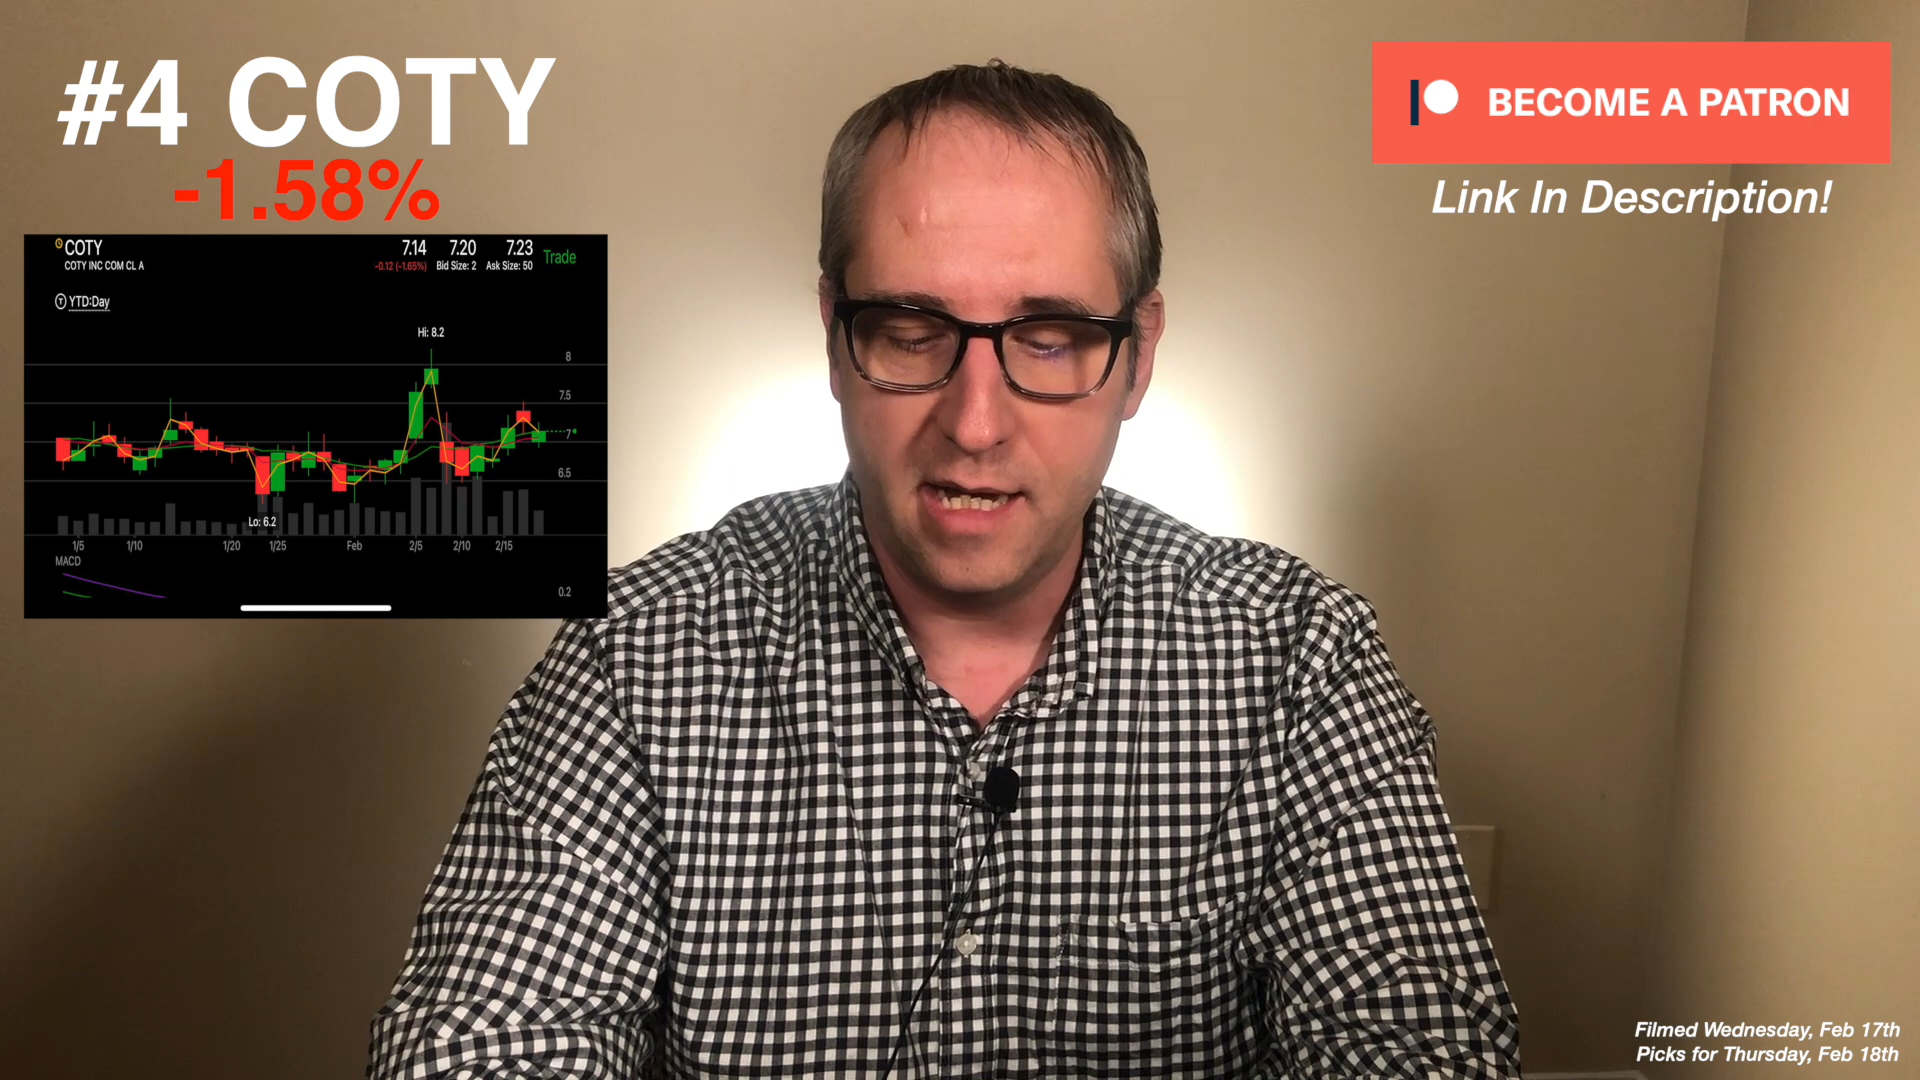 #4 COTY
-1.58%
COTY
COTY INC COM CL A
7.14 7.20 7.23
-0.12 (-1.65%) Bid Size: 2 Ask Size: 50
Trade
YTD:Day
Hi: 8.2
8
7.5
7
6.5
Lo: 6.2
1/5 1/10 1/20 1/25 Feb 2/5 2/10 2/15
MACD
0.2
BECOME A PATRON
Link In Description!
Filmed Wednesday, Feb 17th
Picks for Thursday, Feb 18th